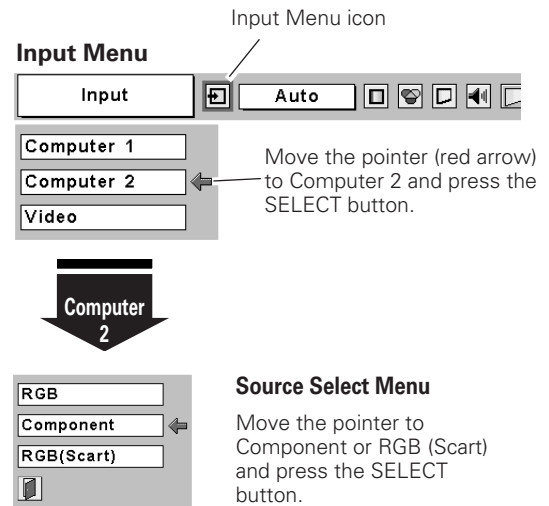 Input Menu icon
Input Menu
Input
Auto
Computer 1
Computer 2
Video
Move the pointer (red arrow)
to Computer 2 and press the
SELECT button.
Computer
2
RGB
Component
RGB(Scart)
Source Select Menu
Move the pointer to
Component or RGB (Scart)
and press the SELECT
button.